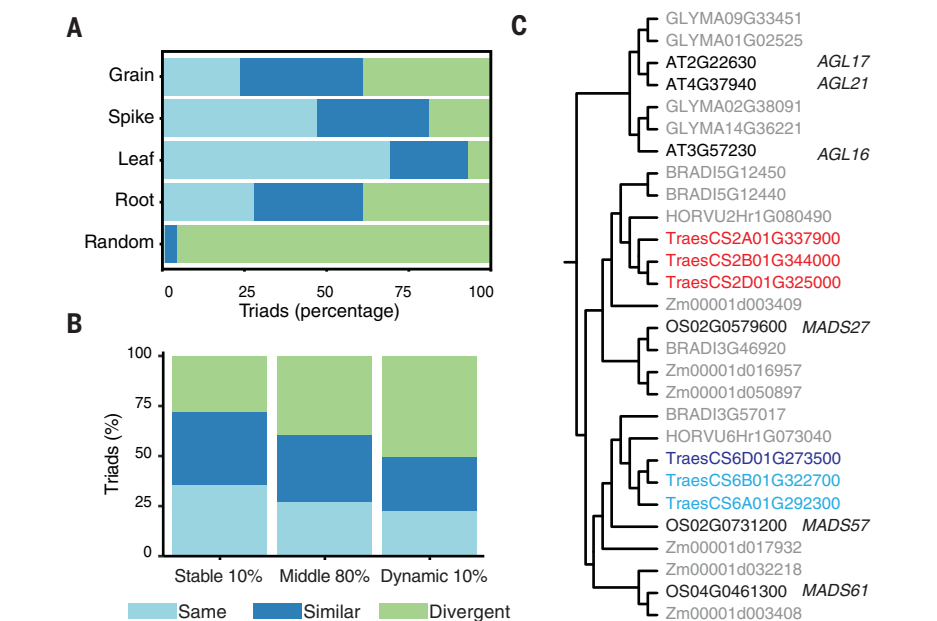 A
Grain
Spike
Leaf
Root
Random
0 25 50 75 100
Triads (percentage)
B
100
75
50
25
0
Triads (%)
Stable 10% Middle 80% Dynamic 10%
Same Similar Divergent
C
GLYMA09G33451
GLYMA01G02525
AT2G22630 AGL17
AT4G37940 AGL21
GLYMA02G38091
GLYMA14G36221
AT3G57230 AGL16
BRADI5G12450
BRADI5G12440
HORVU2Hr1G080490
TraesCS2A01G337900
TraesCS2B01G344000
TraesCS2D01G325000
Zm00001d003409
OS02G0579600 MADS27
BRADI3G46920
Zm00001d016957
Zm00001d050897
BRADI3G57017
HORVU6Hr1G073040
TraesCS6D01G273500
TraesCS6B01G322700
TraesCS6A01G292300
OS02G0731200 MADS57
Zm00001d017932
Zm00001d032218
OS04G0461300 MADS61
Zm00001d003408